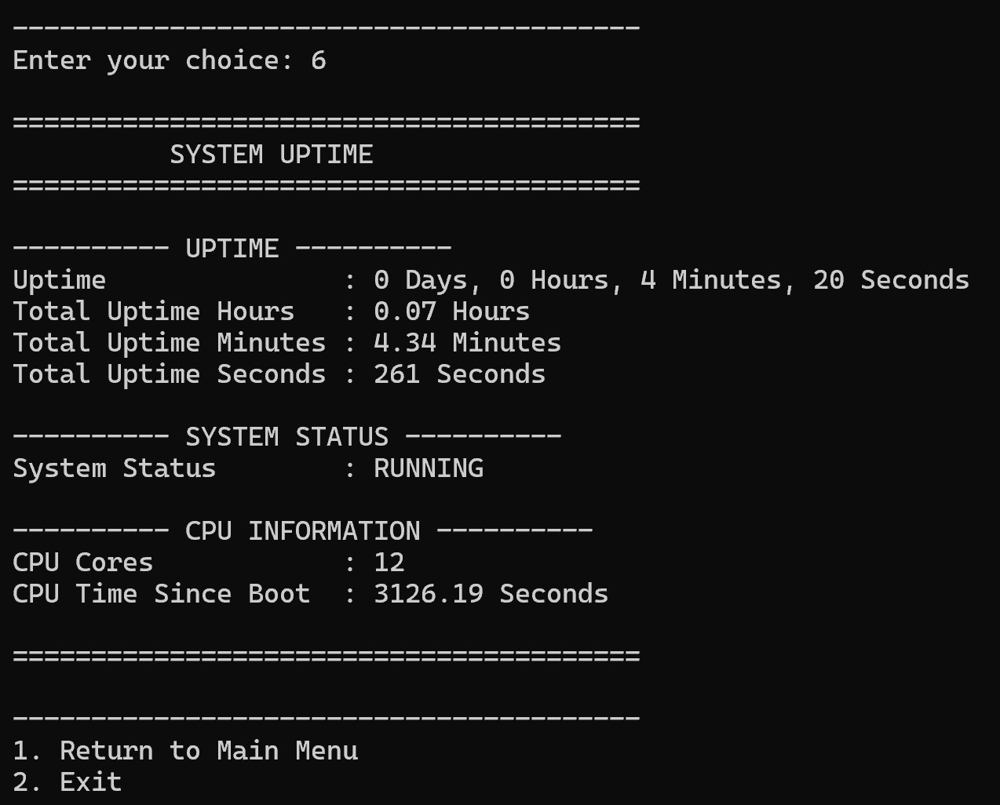 ----------------------------------------
Enter your choice: 6
========================================
          SYSTEM UPTIME
========================================
---------- UPTIME ----------
Uptime               : 0 Days, 0 Hours, 4 Minutes, 20 Seconds
Total Uptime Hours   : 0.07 Hours
Total Uptime Minutes : 4.34 Minutes
Total Uptime Seconds : 261 Seconds
---------- SYSTEM STATUS ----------
System Status        : RUNNING
---------- CPU INFORMATION ----------
CPU Cores            : 12
CPU Time Since Boot  : 3126.19 Seconds
========================================
----------------------------------------
1. Return to Main Menu
2. Exit